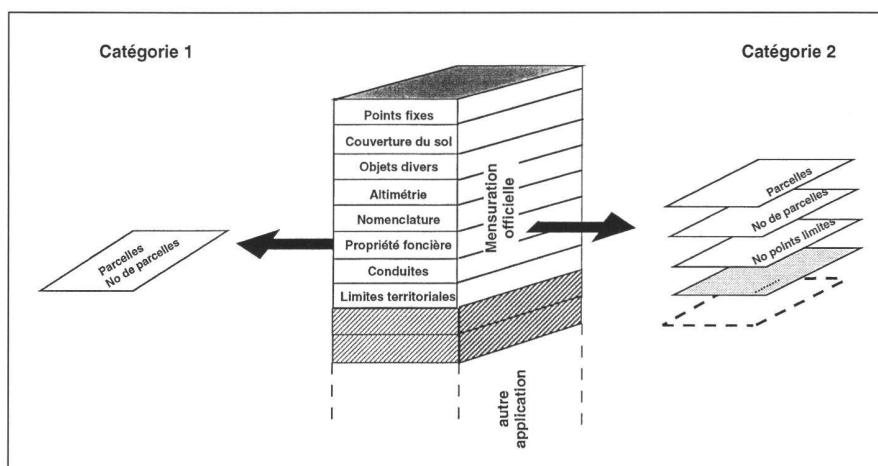 Catégorie 1
Catégorie 2
Points fixes
Couverture du sol
Objets divers
Altimétrie
Nomenclature
Propriété foncière
Conduites
Limites territoriales
Mensuration
officielle
autre
application
Parcelles
No de parcelles
Parcelles
No de parcelles
No points limites
........